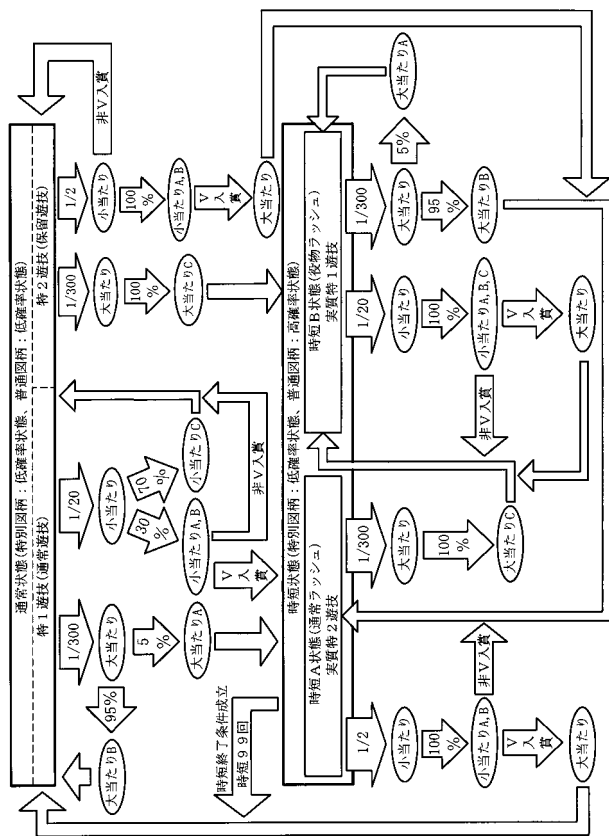 通常状態(特別図柄:低確率状態、普通図柄:低確率状態)
特1遊技(通常遊技)
特2遊技(保留遊技)
1/300
大当たり
95%
大当たりB
5%
大当たりA
1/20
小当たり
30%
小当たりA,B
70%
小当たりC
V入賞
非V入賞
1/300
大当たり
100%
大当たりC
1/2
小当たり
100%
小当たりA,B
V入賞
大当たり
非V入賞
時短終了条件成立
時短99回
時短状態(特別図柄:低確率状態、普通図柄:高確率状態)
時短A状態(通常ラッシュ)
実質特2遊技
時短B状態(役物ラッシュ)
実質特1遊技
1/2
小当たり
100%
小当たりA,B
非V入賞
V入賞
大当たり
1/300
100%
大当たりC
1/20
小当たり
100%
小当たりA,B,C
非V入賞
V入賞
大当たり
1/300
大当たり
5%
大当たりA
95%
大当たりB